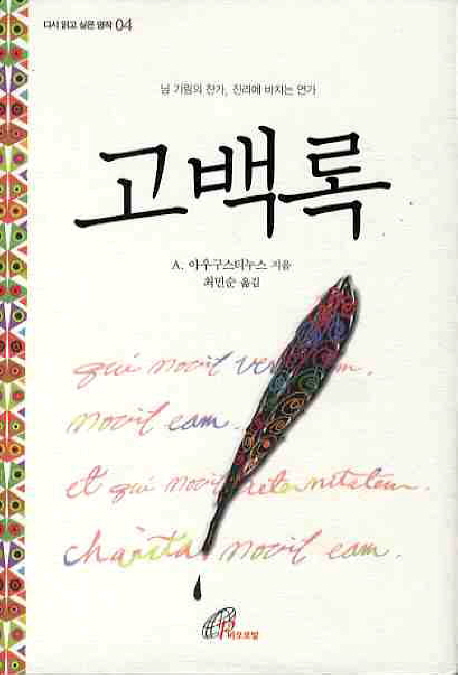 다시 읽고 싶은 명작 04
님 기림의 찬가, 진리에 바치는 연가
고백록
A. 아우구스티누스 지음
최민순 옮김
qui novit veritatem,
novit eam.
et qui novit aeternitatem.
charitas novit eam.
바오로딸